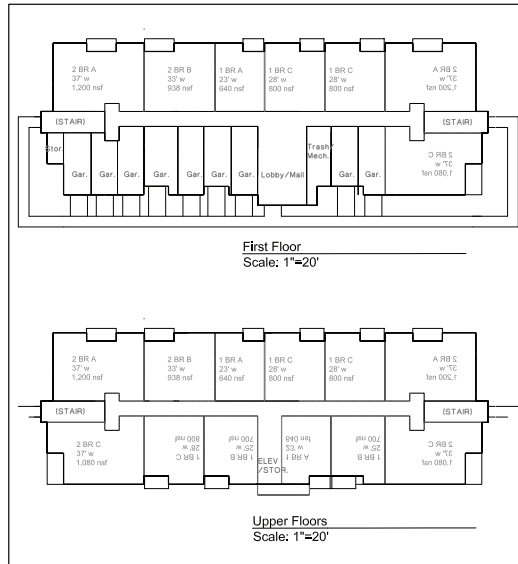 2 BR A
37' w
1,200 nsf
2 BR B
33' w
938 nsf
1 BR A
23' w
640 nsf
1 BR C
28' w
800 nsf
1 BR C
28' w
800 nsf
2 BR A
37' w
1,200 nsf
(STAIR)
(STAIR)
Stor.
Gar.
Gar.
Gar.
Gar.
Gar.
Gar.
Gar.
Lobby/Mail
Trash/
Mech.
Gar.
Gar.
2 BR C
37' w
1,080 nsf
First Floor
Scale: 1"=20'
2 BR A
37' w
1,200 nsf
2 BR B
33' w
938 nsf
1 BR A
23' w
640 nsf
1 BR C
28' w
800 nsf
1 BR C
28' w
800 nsf
2 BR A
37' w
1,200 nsf
(STAIR)
(STAIR)
2 BR C
37' w
1,080 nsf
1 BR C
28' w
800 nsf
1 BR B
25' w
700 nsf
ELEV
/STOR.
1 BR A
23' w
640 nsf
1 BR B
25' w
700 nsf
2 BR C
37' w
1,080 nsf
Upper Floors
Scale: 1"=20'